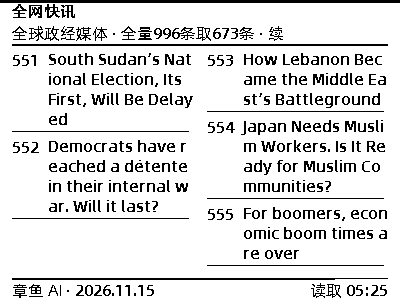 全网快讯
全球政经媒体 · 全量996条取673条 · 续
551 South Sudan's Nat
ional Election, Its
First, Will Be Delay
ed
552 Democrats have r
eached a détente
in their internal w
ar. Will it last?
553 How Lebanon Bec
ame the Middle Ea
st's Battleground
554 Japan Needs Musli
m Workers. Is It Re
ady for Muslim Co
mmunities?
555 For boomers, econ
omic boom times a
re over
章鱼 AI · 2026.11.15
读取 05:25